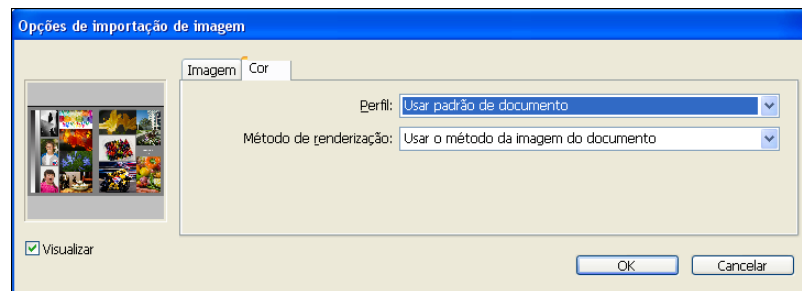 Opções de importação de imagem
Imagem Cor
Perfil: Usar padrão de documento
Método de renderização: Usar o método da imagem do documento
Visualizar
OK Cancelar